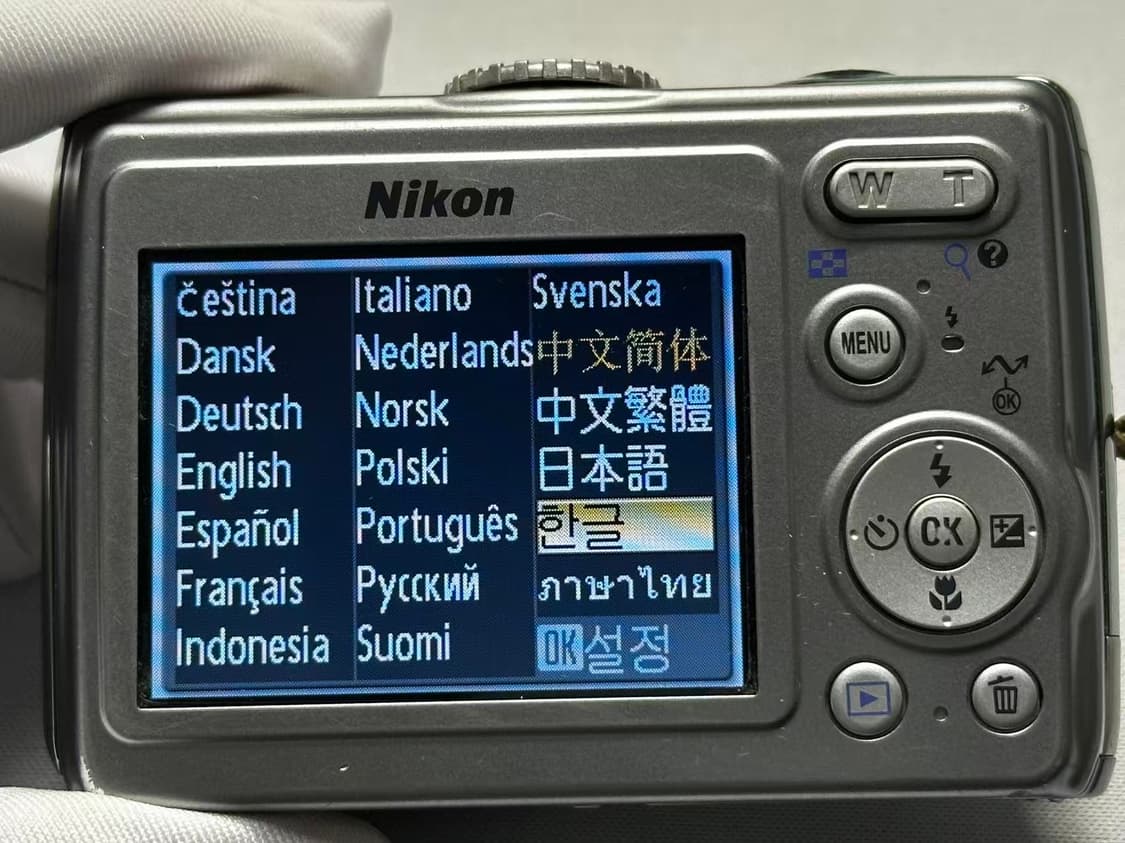 Nikon
W T
Čeština
Dansk
Deutsch
English
Español
Français
Indonesia
Italiano
Nederlands
Norsk
Polski
Português
Русский
Suomi
Svenska
中文简体
中文繁體
日本語
한글
ภาษาไทย
OK 설정
?
MENU
OK
OK